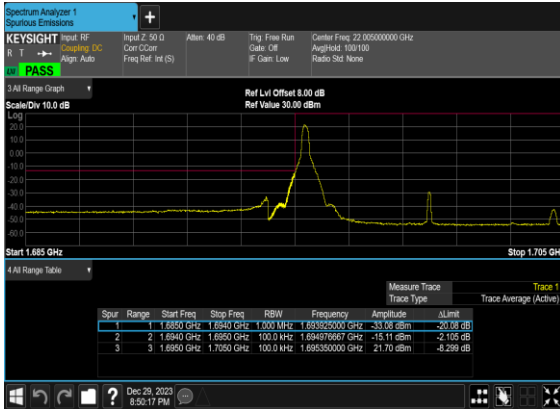 Spectrum Analyzer 1
Spurious Emissions
+
KEYSIGHT Input: RF Input Z: 50 Ω Atten: 40 dB Trig: Free Run Center Freq: 22.005000000 GHz
R T Coupling: DC Corr CCorr Gate: Off Avg|Hold: 100/100
Align: Auto Freq Ref: Int (S) IF Gain: Low Radio Std: None
PASS
3 All Range Graph
Ref Lvl Offset 8.00 dB
Scale/Div 10.0 dB Ref Value 30.00 dBm
Log
20.0
10.0
0.00
-10.0
-20.0
-30.0
-40.0
-50.0
-60.0
Start 1.685 GHz Stop 1.705 GH
4 All Range Table
Measure Trace Trace 1
Trace Type Trace Average (Active)
Spur Range Start Freq Stop Freq RBW Frequency Amplitude ΔLimit
1 1 1.6850 GHz 1.6940 GHz 1.000 MHz 1.693925000 GHz -33.08 dBm -20.08 dB
2 2 1.6940 GHz 1.6950 GHz 100.0 kHz 1.694976667 GHz -15.11 dBm -2.105 dB
3 3 1.6950 GHz 1.7050 GHz 100.0 kHz 1.695350000 GHz 21.70 dBm -8.299 dB
? Dec 29, 2023
8:50:17 PM